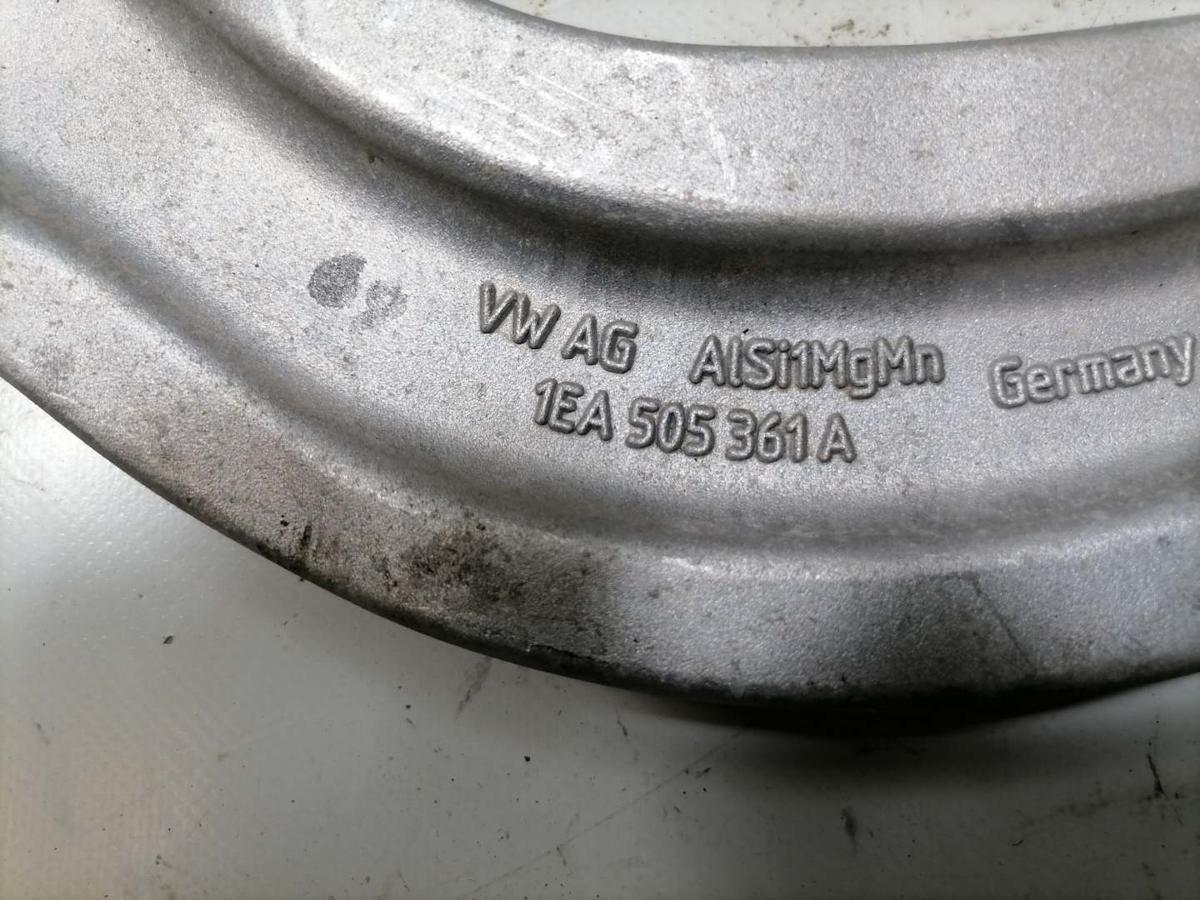 VW AG AlSi1MgMn Germany
1EA 505 361 A